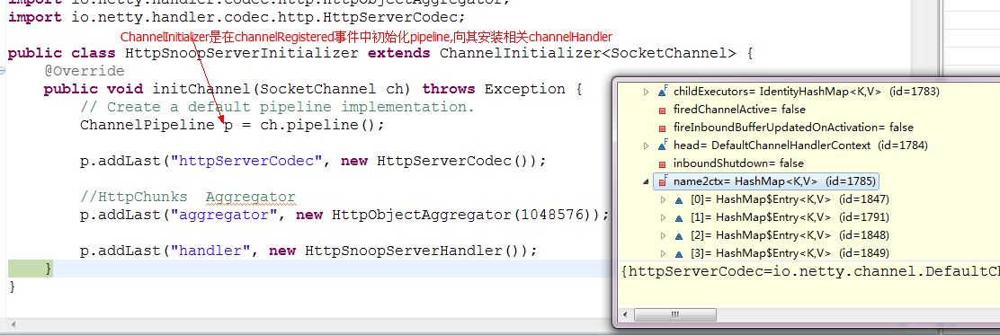 import io.netty.handler.codec.http.HttpObjectAggregator;
import io.netty.handler.codec.http.HttpServerCodec;
ChannelInitializer是在channelRegistered事件中初始化pipeline,向其安装相关channelHandler
public class HttpSnoopServerInitializer extends ChannelInitializer<SocketChannel> {
@Override
public void initChannel(SocketChannel ch) throws Exception {
// Create a default pipeline implementation.
ChannelPipeline p = ch.pipeline();
p.addLast("httpServerCodec", new HttpServerCodec());
//HttpChunks Aggregator
p.addLast("aggregator", new HttpObjectAggregator(1048576));
p.addLast("handler", new HttpSnoopServerHandler());
}
}
childExecutors= IdentityHashMap<K,V> (id=1783)
firedChannelActive= false
fireInboundBufferUpdatedOnActivation= false
head= DefaultChannelHandlerContext (id=1784)
inboundShutdown= false
name2ctx= HashMap<K,V> (id=1785)
[0]= HashMap$Entry<K,V> (id=1847)
[1]= HashMap$Entry<K,V> (id=1791)
[2]= HashMap$Entry<K,V> (id=1848)
[3]= HashMap$Entry<K,V> (id=1849)
{httpServerCodec=io.netty.channel.DefaultCl